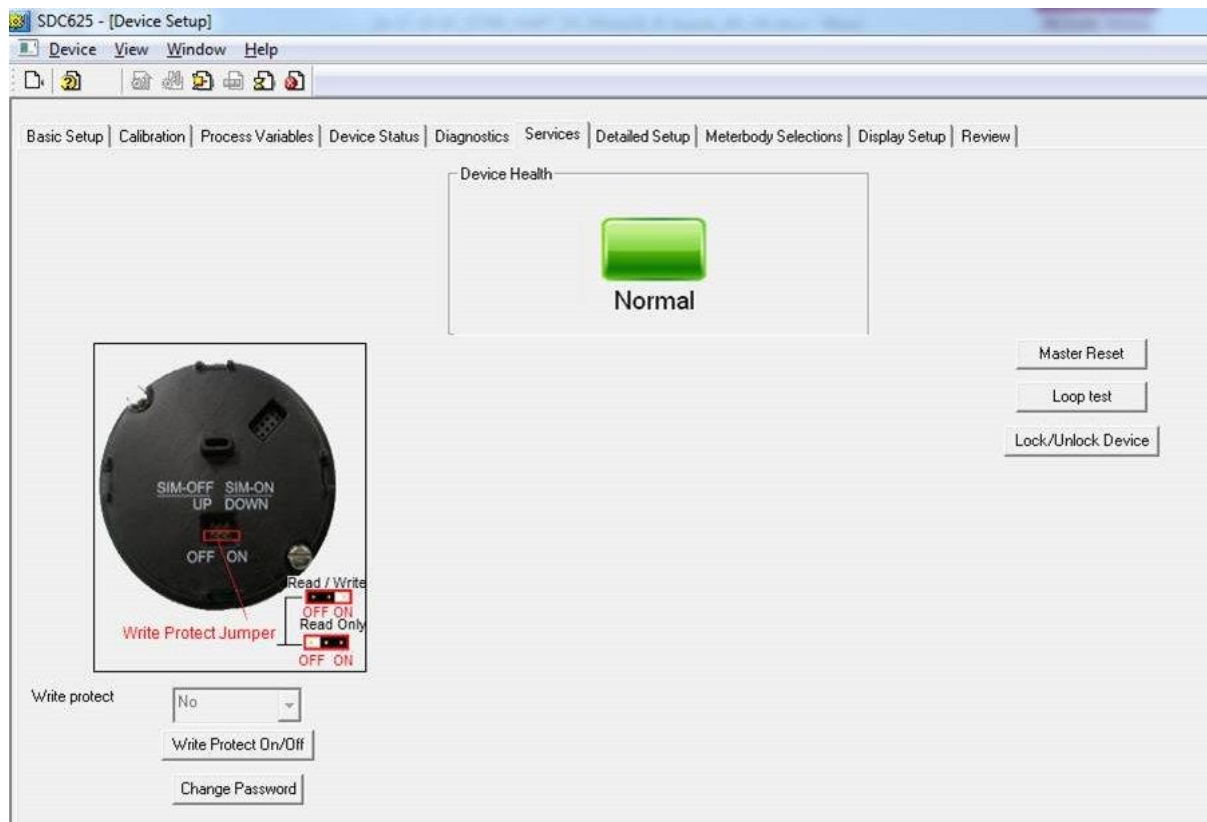 SDC625 - [Device Setup]
Device View Window Help
Basic Setup Calibration Process Variables Device Status Diagnostics Services Detailed Setup Meterbody Selections Display Setup Review
Device Health
Normal
Master Reset
Loop test
Lock/Unlock Device
SIM-OFF SIM-ON
UP DOWN
OFF ON
Read / Write
OFF ON
Read Only
Write Protect Jumper
OFF ON
Write protect No
Write Protect On/Off
Change Password